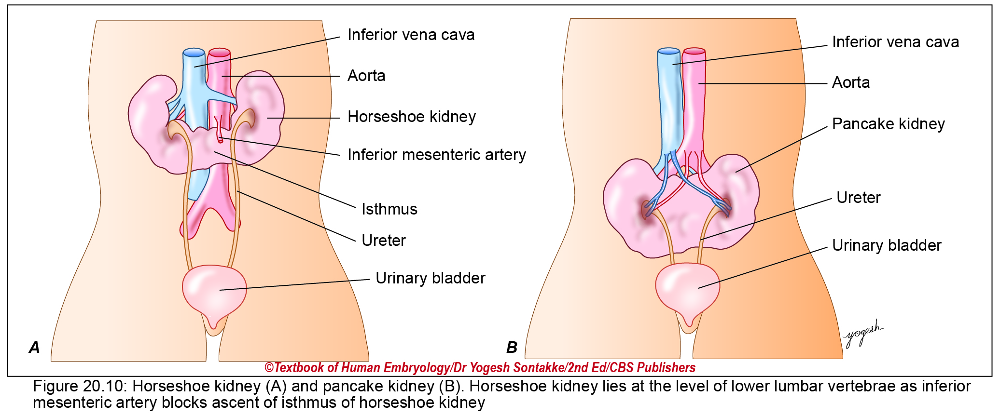 Inferior vena cava
Aorta
Horseshoe kidney
Inferior mesenteric artery
Isthmus
Ureter
Urinary bladder
A
Inferior vena cava
Aorta
Pancake kidney
Ureter
Urinary bladder
yogesh
B
©Textbook of Human Embryology/Dr Yogesh Sontakke/2nd Ed/CBS Publishers
Figure 20.10: Horseshoe kidney (A) and pancake kidney (B). Horseshoe kidney lies at the level of lower lumbar vertebrae as inferior
mesenteric artery blocks ascent of isthmus of horseshoe kidney